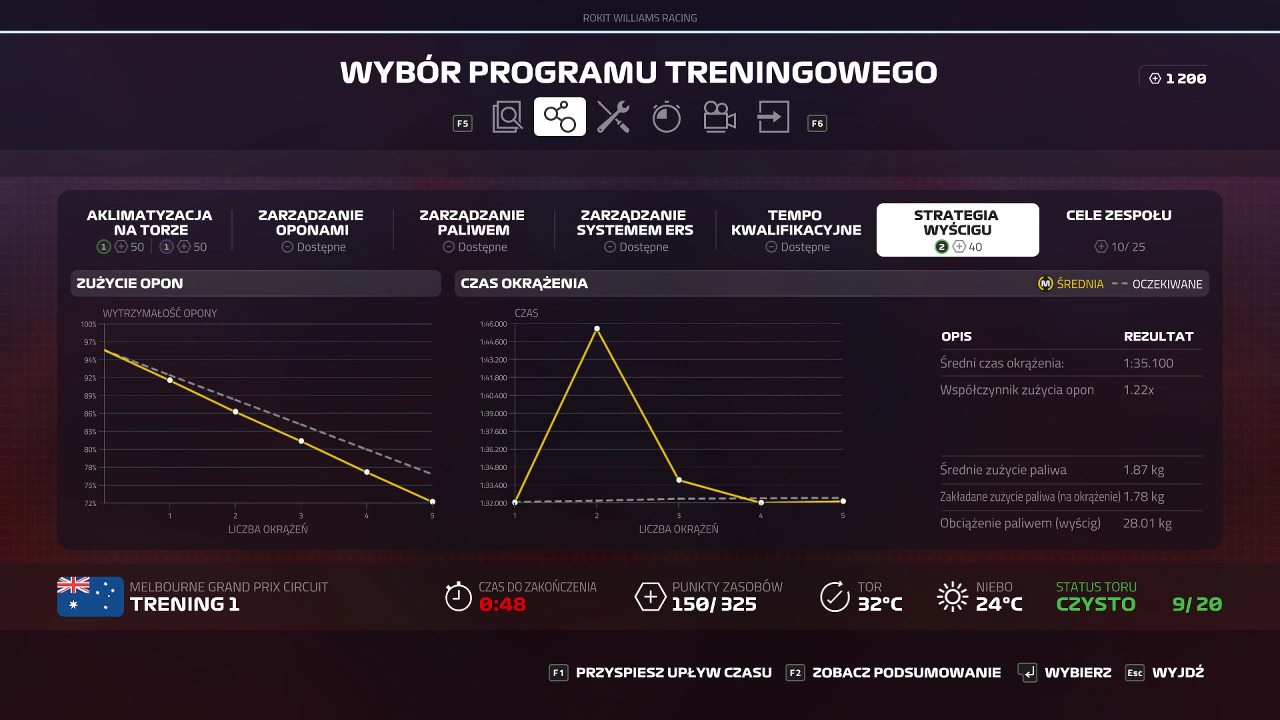 ROKIT WILLIAMS RACING
WYBÓR PROGRAMU TRENINGOWEGO
1 200
F5
F6
AKLIMATYZACJA NA TORZE
1 50 1 50
ZARZĄDZANIE OPONAMI
Dostępne
ZARZĄDZANIE PALIWEM
Dostępne
ZARZĄDZANIE SYSTEMEM ERS
Dostępne
TEMPO KWALIFIKACYJNE
Dostępne
STRATEGIA WYŚCIGU
2 40
CELE ZESPOŁU
10/ 25
ZUŻYCIE OPON
WYTRZYMAŁOŚĆ OPONY
100%
97%
94%
92%
89%
86%
83%
80%
78%
75%
72%
1 2 3 4 5
LICZBA OKRĄŻEŃ
CZAS OKRĄŻENIA
M ŚREDNIA OCZEKIWANE
CZAS
1:46.000
1:44.600
1:43.200
1:41.800
1:40.400
1:39.000
1:37.600
1:36.200
1:34.800
1:33.400
1:32.000
1 2 3 4 5
LICZBA OKRĄŻEŃ
OPIS REZULTAT
Średni czas okrążenia: 1:35.100
Współczynnik zużycia opon 1.22x
Średnie zużycie paliwa 1.87 kg
Zakładane zużycie paliwa (na okrążenie) 1.78 kg
Obciążenie paliwem (wyścig) 28.01 kg
MELBOURNE GRAND PRIX CIRCUIT
TRENING 1
CZAS DO ZAKOŃCZENIA
0:48
PUNKTY ZASOBÓW
150/ 325
TOR
32°C
NIEBO
24°C
STATUS TORU
CZYSTO 9/ 20
F1 PRZYSPIESZ UPŁYW CZASU F2 ZOBACZ PODSUMOWANIE WYBIERZ Esc WYJDŹ